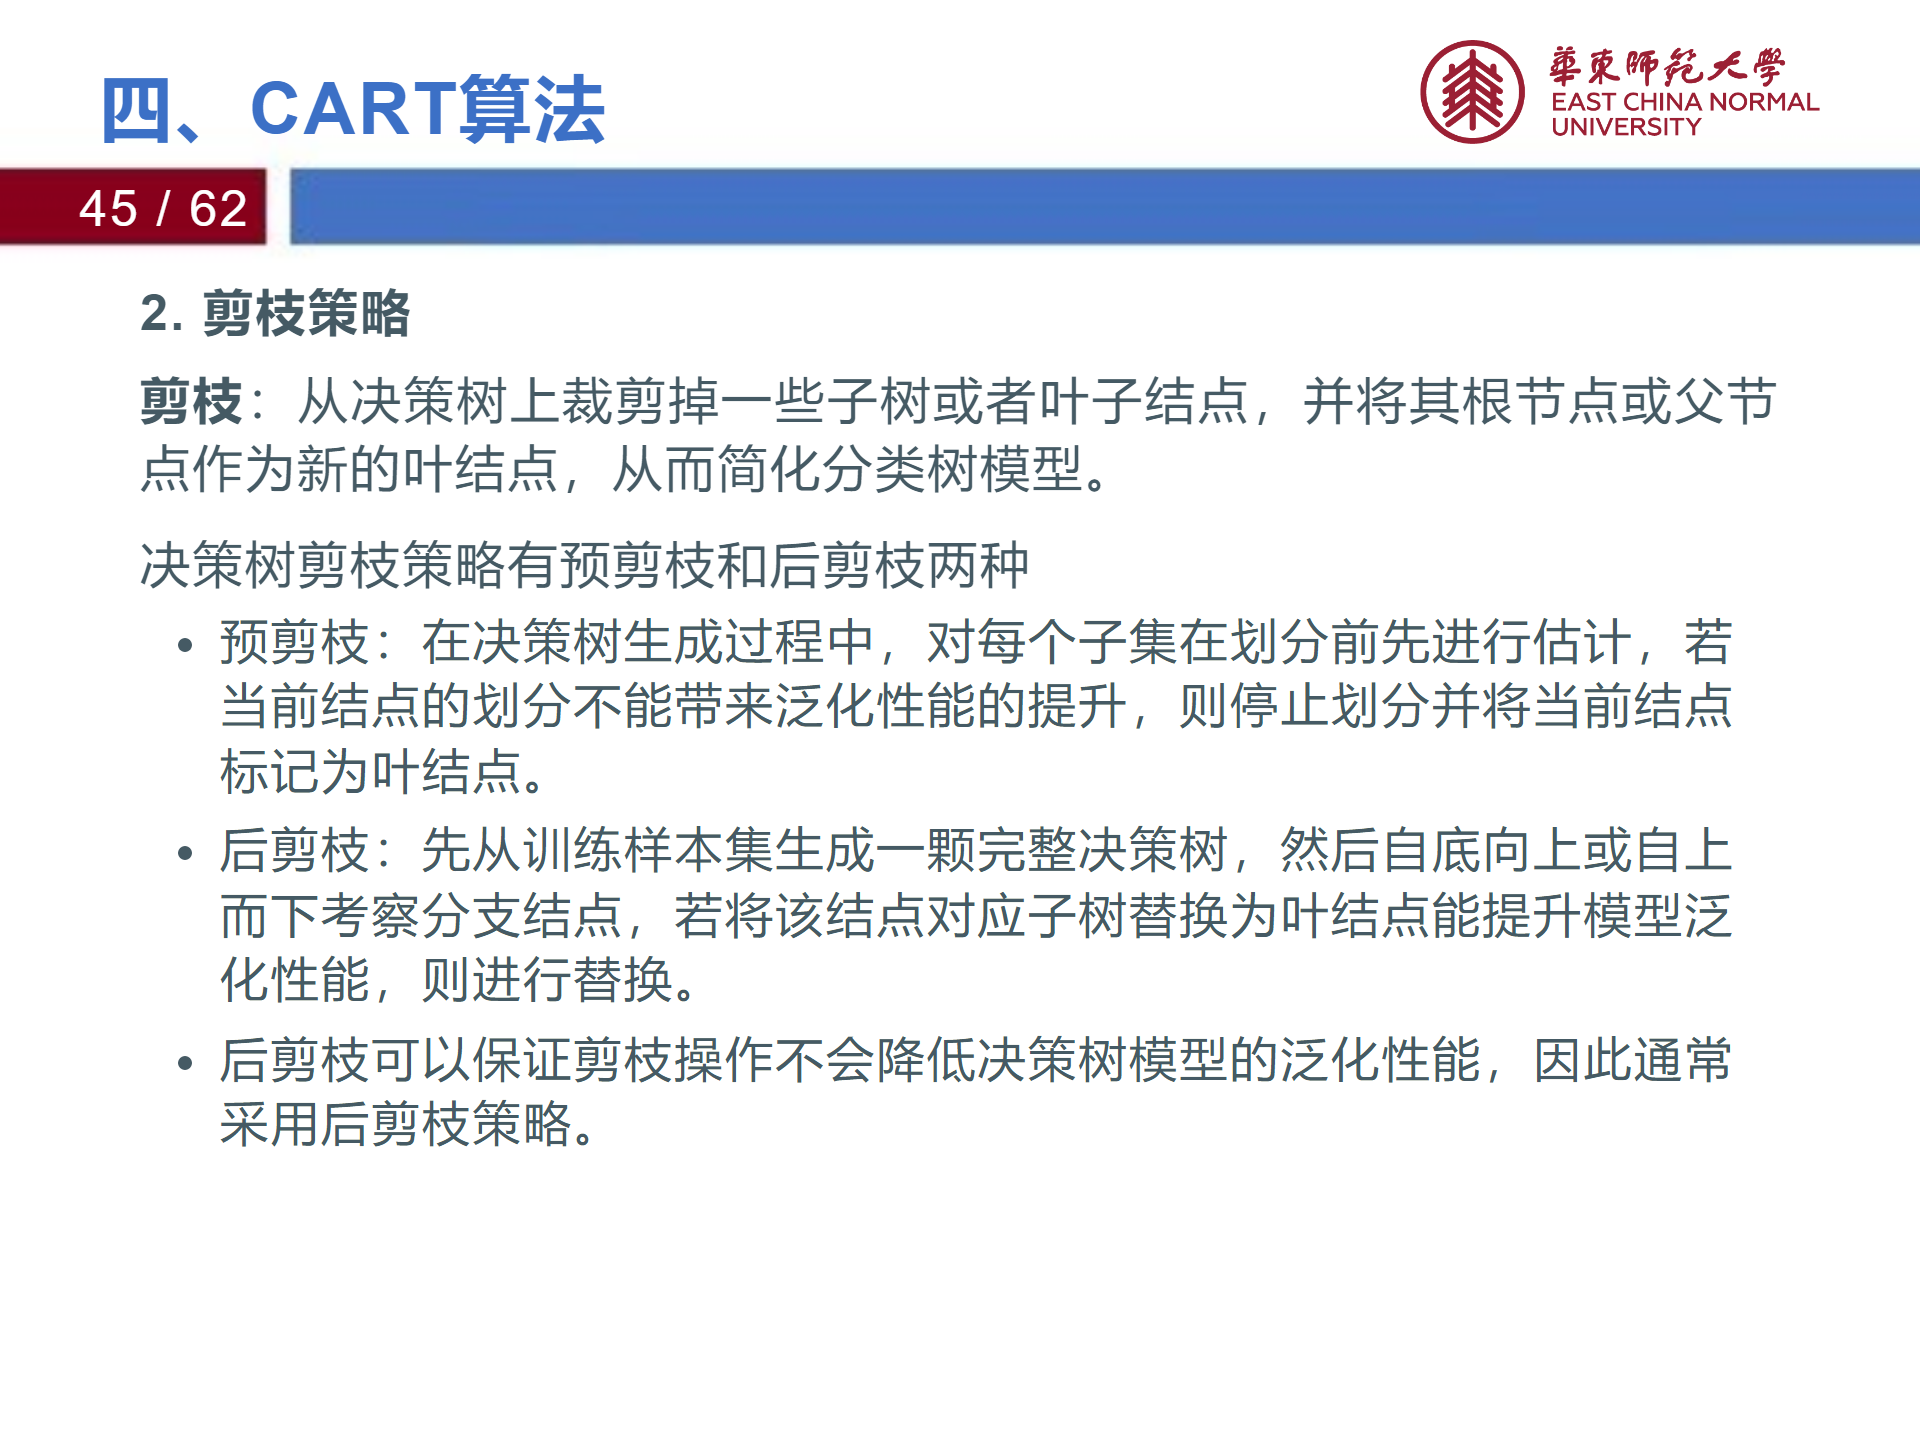 四、CART算法
華東師範大學
EAST CHINA NORMAL
UNIVERSITY
45 / 62
2. 剪枝策略
剪枝：从决策树上裁剪掉一些子树或者叶子结点，并将其根节点或父节
点作为新的叶结点，从而简化分类树模型。
决策树剪枝策略有预剪枝和后剪枝两种
• 预剪枝：在决策树生成过程中，对每个子集在划分前先进行估计，若
当前结点的划分不能带来泛化性能的提升，则停止划分并将当前结点
标记为叶结点。
• 后剪枝：先从训练样本集生成一颗完整决策树，然后自底向上或自上
而下考察分支结点，若将该结点对应子树替换为叶结点能提升模型泛
化性能，则进行替换。
• 后剪枝可以保证剪枝操作不会降低决策树模型的泛化性能，因此通常
采用后剪枝策略。